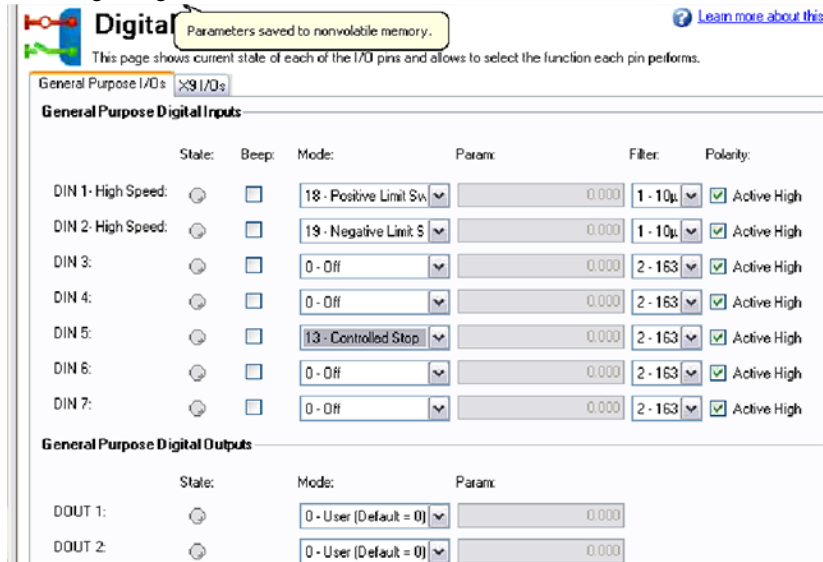 Digital
Parameters saved to nonvolatile memory.
Learn more about this
This page shows current state of each of the I/O pins and allows to select the function each pin performs.
General Purpose I/Os X9 I/Os
General Purpose Digital Inputs
State: Beep: Mode: Param: Filter: Polarity:
DIN 1- High Speed: 18 - Positive Limit Sw 0.000 1 - 10µ Active High
DIN 2- High Speed: 19 - Negative Limit S 0.000 1 - 10µ Active High
DIN 3: 0 - Off 0.000 2 - 163 Active High
DIN 4: 0 - Off 0.000 2 - 163 Active High
DIN 5: 13 - Controlled Stop 0.000 2 - 163 Active High
DIN 6: 0 - Off 0.000 2 - 163 Active High
DIN 7: 0 - Off 0.000 2 - 163 Active High
General Purpose Digital Outputs
State: Mode: Param:
DOUT 1: 0 - User (Default = 0) 0.000
DOUT 2: 0 - User (Default = 0) 0.000